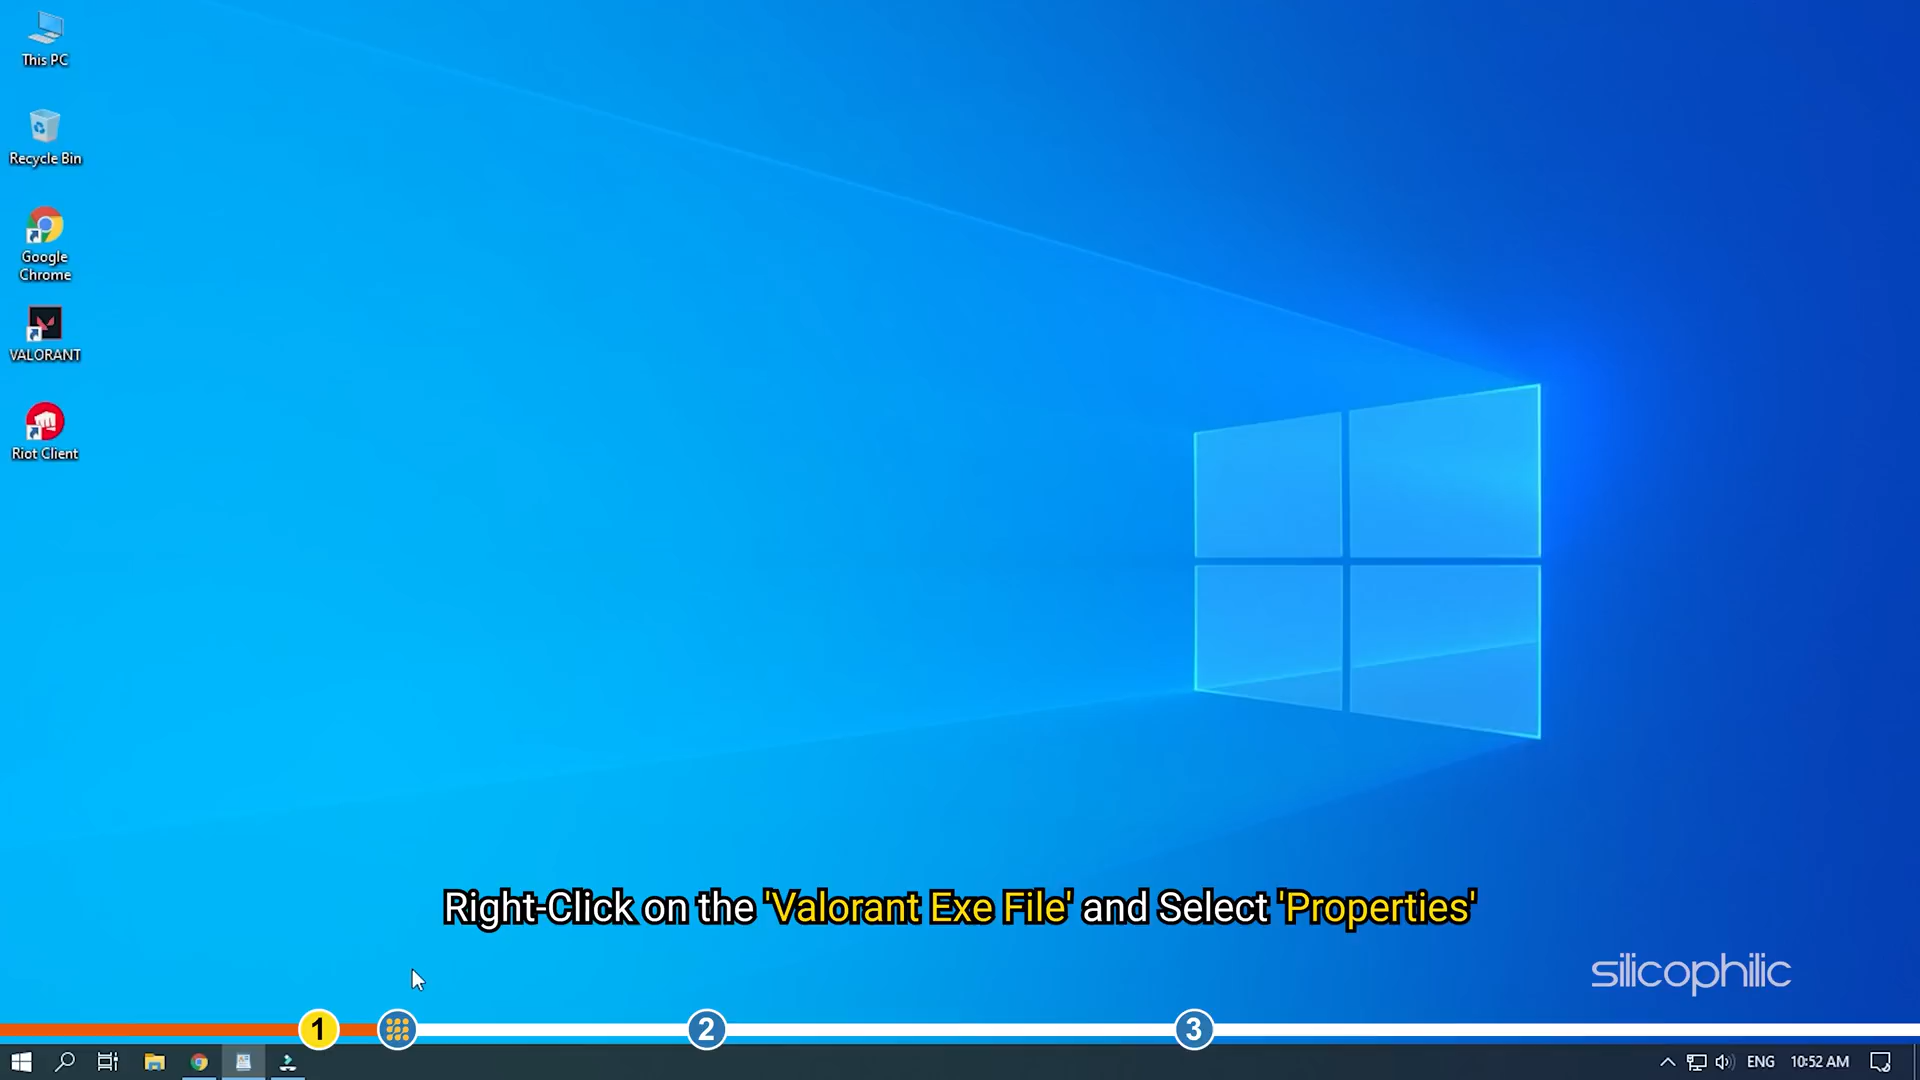 This PC
Recycle Bin
Google
Chrome
VALORANT
Riot Client
Right-Click on the 'Valorant Exe File' and Select 'Properties'
silicophilic
1
2
3
ENG
10:52 AM